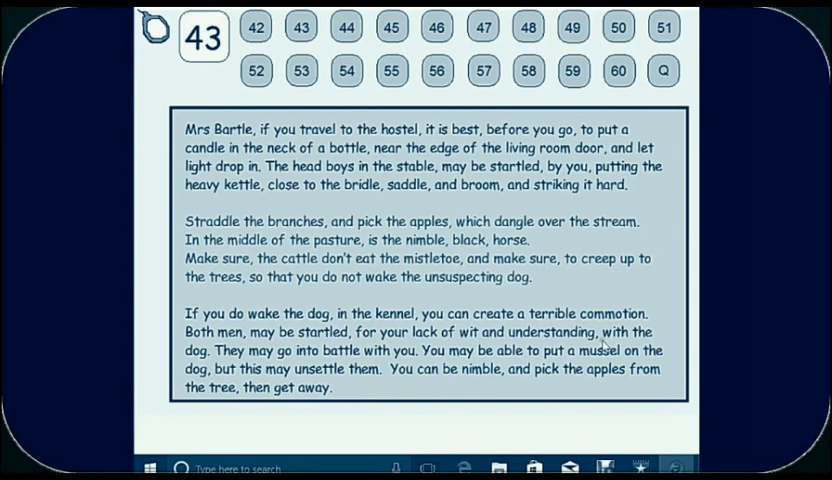 43 42 43 44 45 46 47 48 49 50 51
52 53 54 55 56 57 58 59 60 Q
Mrs Bartle, if you travel to the hostel, it is best, before you go, to put a
candle in the neck of a bottle, near the edge of the living room door, and let
light drop in. The head boys in the stable, may be startled, by you, putting the
heavy kettle, close to the bridle, saddle, and broom, and striking it hard.
Straddle the branches, and pick the apples, which dangle over the stream.
In the middle of the pasture, is the nimble, black, horse.
Make sure, the cattle don't eat the mistletoe, and make sure, to creep up to
the trees, so that you do not wake the unsuspecting dog.
If you do wake the dog, in the kennel, you can create a terrible commotion.
Both men, may be startled, for your lack of wit and understanding, with the
dog. They may go into battle with you. You may be able to put a mussel on the
dog, but this may unsettle them. You can be nimble, and pick the apples from
the tree, then get away.
Type here to search